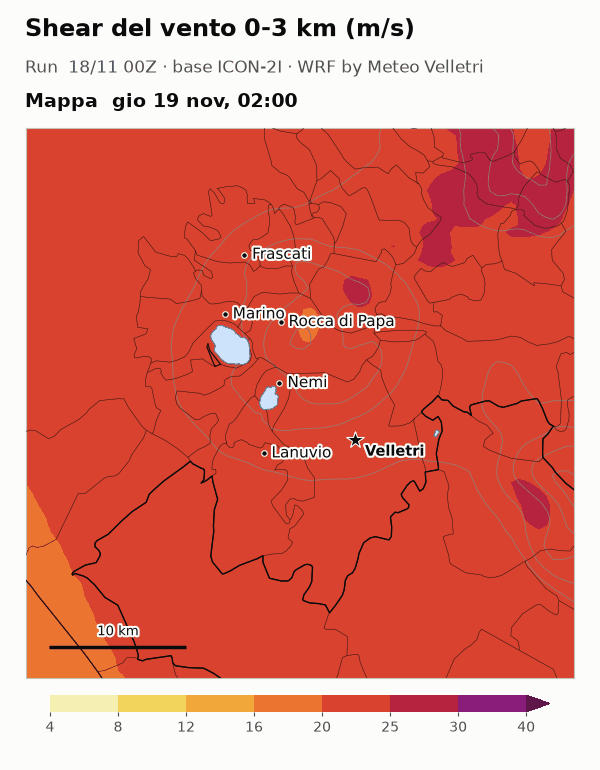 Shear del vento 0-3 km (m/s)
Run  18/11 00Z · base ICON-2I · WRF by Meteo Velletri
Mappa  gio 19 nov, 02:00
Frascati
Marino
Rocca di Papa
Nemi
Velletri
Lanuvio
10 km
4 8 12 16 20 25 30 40